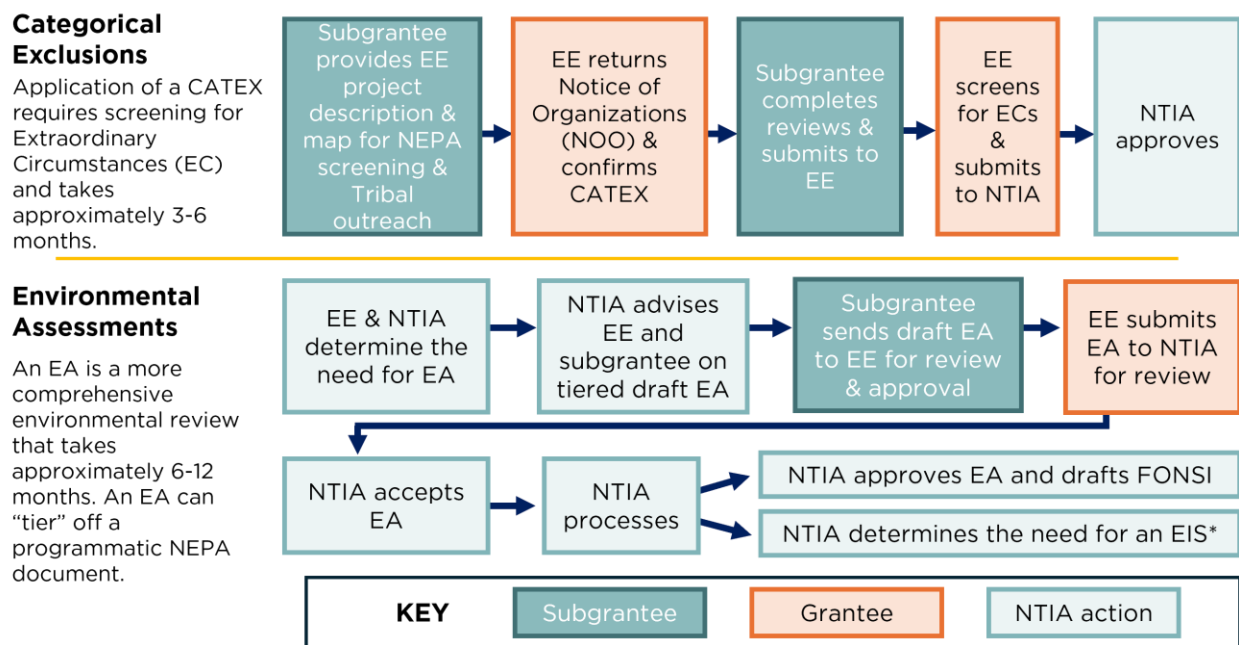 Categorical
Exclusions
Application of a CATEX
requires screening for
Extraordinary
Circumstances (EC)
and takes
approximately 3-6
months.
Subgrantee
provides EE
project
description &
map for NEPA
screening &
Tribal
outreach
EE returns
Notice of
Organizations
(NOO) &
confirms
CATEX
Subgrantee
completes
reviews &
submits to
EE
EE
screens
for ECs
&
submits
to NTIA
NTIA
approves
Environmental
Assessments
An EA is a more
comprehensive
environmental review
that takes
approximately 6-12
months. An EA can
“tier” off a
programmatic NEPA
document.
EE & NTIA
determine the
need for EA
NTIA advises
EE and
subgrantee on
tiered draft EA
Subgrantee
sends draft EA
to EE for review
& approval
EE submits
EA to NTIA
for review
NTIA accepts
EA
NTIA
processes
NTIA approves EA and drafts FONSI
NTIA determines the need for an EIS*
KEY
Subgrantee
Grantee
NTIA action